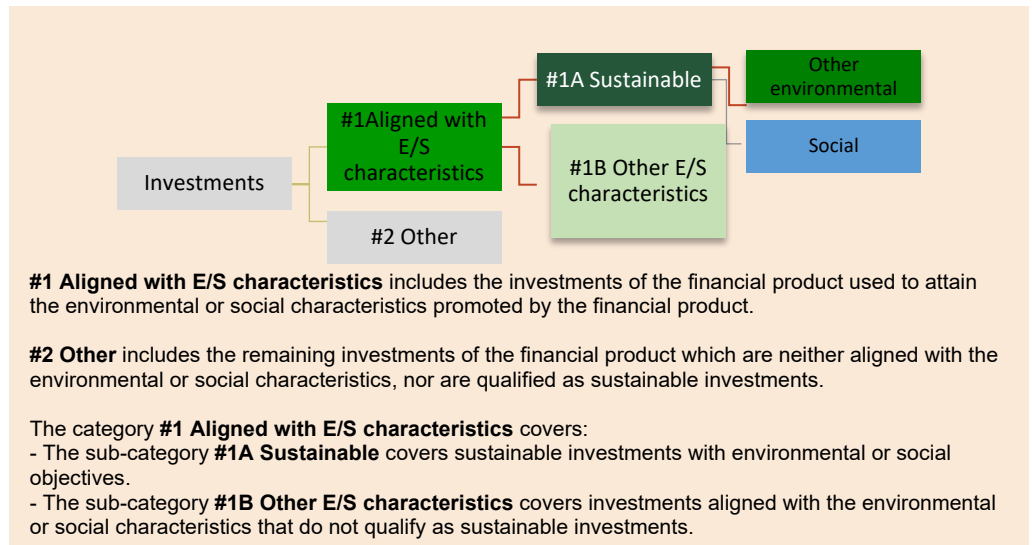 Other
environmental
#1A Sustainable
#1Aligned with
E/S
characteristics
Social
#1B Other E/S
characteristics
Investments
#2 Other
#1 Aligned with E/S characteristics includes the investments of the financial product used to attain
the environmental or social characteristics promoted by the financial product.
#2 Other includes the remaining investments of the financial product which are neither aligned with the
environmental or social characteristics, nor are qualified as sustainable investments.
The category #1 Aligned with E/S characteristics covers:
- The sub-category #1A Sustainable covers sustainable investments with environmental or social
objectives.
- The sub-category #1B Other E/S characteristics covers investments aligned with the environmental
or social characteristics that do not qualify as sustainable investments.